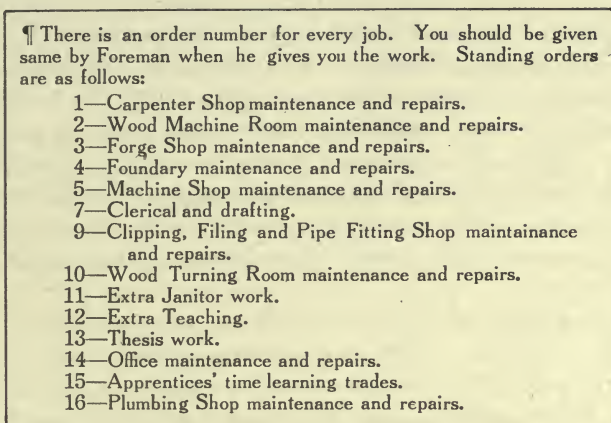 ¶ There is an order number for every job. You should be given
same by Foreman when he gives you the work. Standing orders
are as follows:
1—Carpenter Shop maintenance and repairs.
2—Wood Machine Room maintenance and repairs.
3—Forge Shop maintenance and repairs.
4—Foundary maintenance and repairs.
5—Machine Shop maintenance and repairs.
7—Clerical and drafting.
9—Clipping, Filing and Pipe Fitting Shop maintainance
and repairs.
10—Wood Turning Room maintenance and repairs.
11—Extra Janitor work.
12—Extra Teaching.
13—Thesis work.
14—Office maintenance and repairs.
15—Apprentices' time learning trades.
16—Plumbing Shop maintenance and repairs.